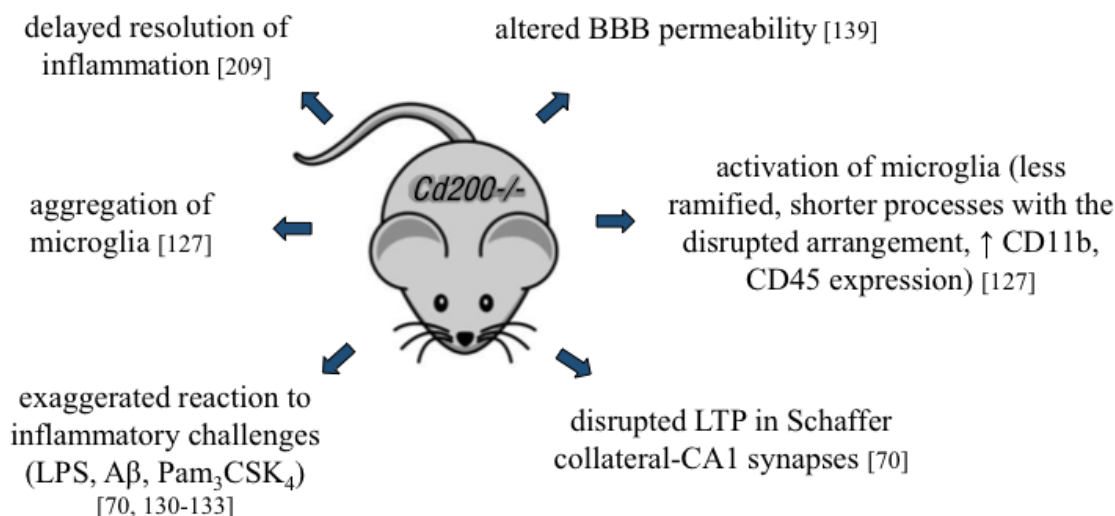 delayed resolution of
inflammation [209]
altered BBB permeability [139]
Cd200-/-
aggregation of
microglia [127]
activation of microglia (less
ramified, shorter processes with the
disrupted arrangement, ↑ CD11b,
CD45 expression) [127]
exaggerated reaction to
inflammatory challenges
(LPS, Aβ, Pam₃CSK₄)
[70, 130-133]
disrupted LTP in Schaffer
collateral-CA1 synapses [70]